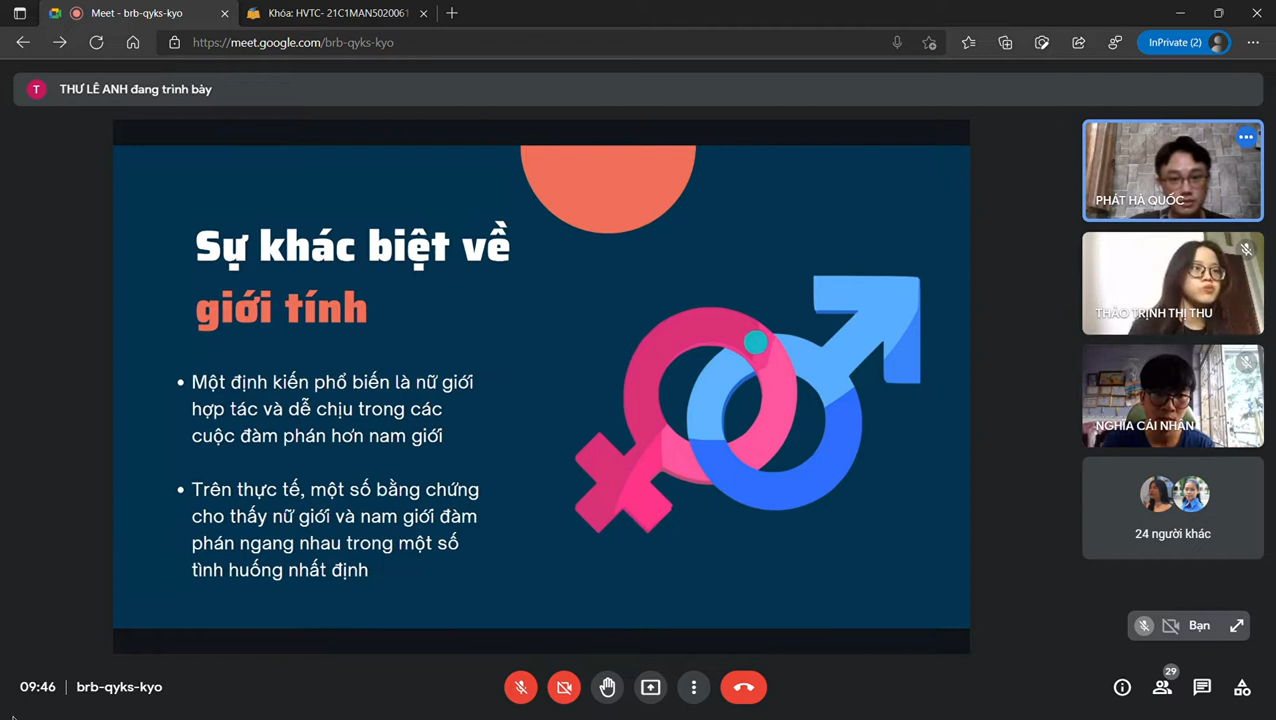 Meet - brb-qyks-kyo
Khóa: HVTC- 21C1MAN5020061
https://meet.google.com/brb-qyks-kyo
InPrivate (2)
T
THƯ LÊ ANH đang trình bày
Sự khác biệt về
giới tính
• Một định kiến phổ biến là nữ giới
hợp tác và dễ chịu trong các
cuộc đàm phán hơn nam giới
• Trên thực tế, một số bằng chứng
cho thấy nữ giới và nam giới đàm
phán ngang nhau trong một số
tình huống nhất định
PHÁT HÀ QUỐC
THẢO TRỊNH THỊ THU
NGHĨA CÁI NHÂN
24 người khác
Bạn
09:46
brb-qyks-kyo
29